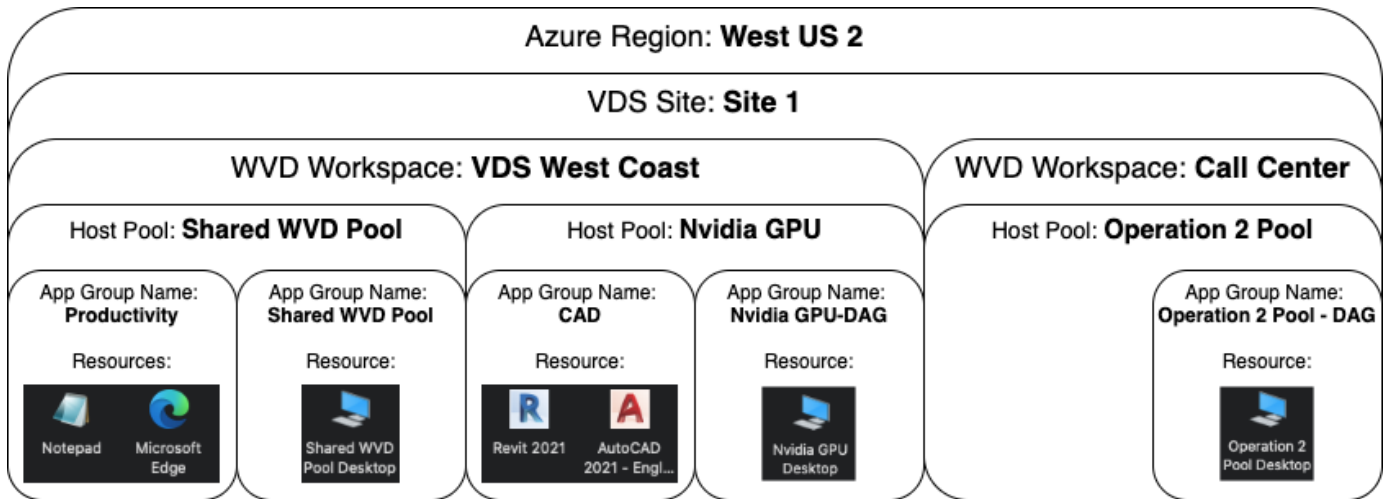 Azure Region: West US 2
VDS Site: Site 1
WVD Workspace: VDS West Coast
WVD Workspace: Call Center
Host Pool: Shared WVD Pool
Host Pool: Nvidia GPU
Host Pool: Operation 2 Pool
App Group Name:
Productivity
Resources:
Notepad
Microsoft
Edge
App Group Name:
Shared WVD Pool
Resource:
Shared WVD
Pool Desktop
App Group Name:
CAD
Resource:
R
Revit 2021
A
AutoCAD
2021 - Engl...
App Group Name:
Nvidia GPU-DAG
Resource:
Nvidia GPU
Desktop
App Group Name:
Operation 2 Pool - DAG
Resource:
Operation 2
Pool Desktop